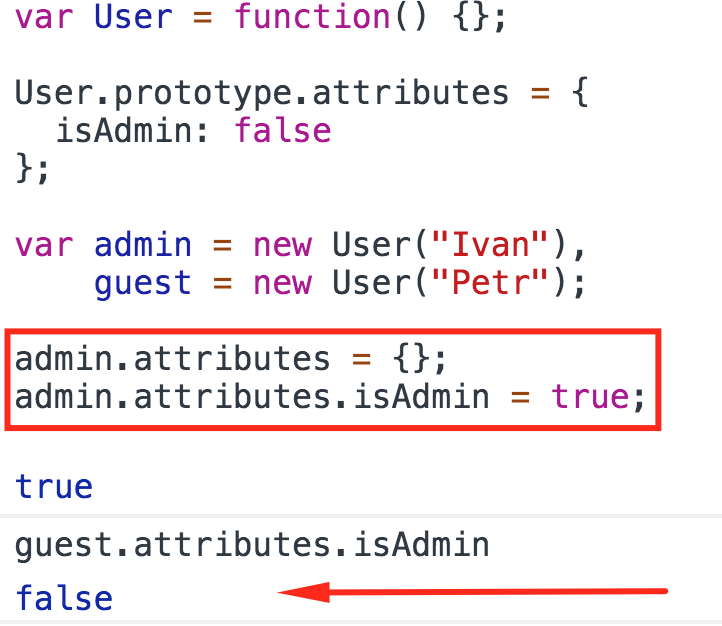 var User = function() {};
User.prototype.attributes = {
  isAdmin: false
};
var admin = new User("Ivan"),
    guest = new User("Petr");
admin.attributes = {};
admin.attributes.isAdmin = true;
true
guest.attributes.isAdmin
false